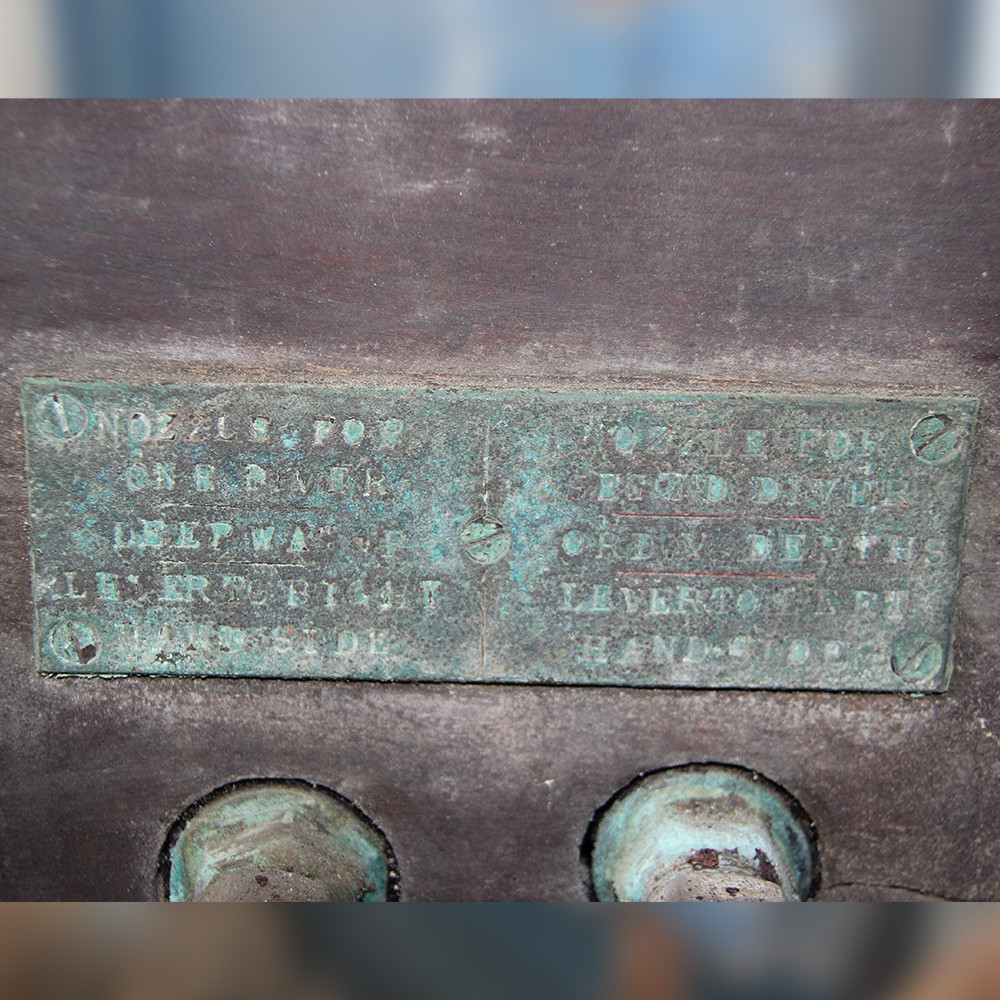 NOZZLE FOR
ONE DIVER
DEEP WATER
LEVER TO RIGHT
HAND SIDE
NOZZLE FOR
SECOND DIVER
ORDY DEPTHS
LEVER TO LEFT
HAND SIDE